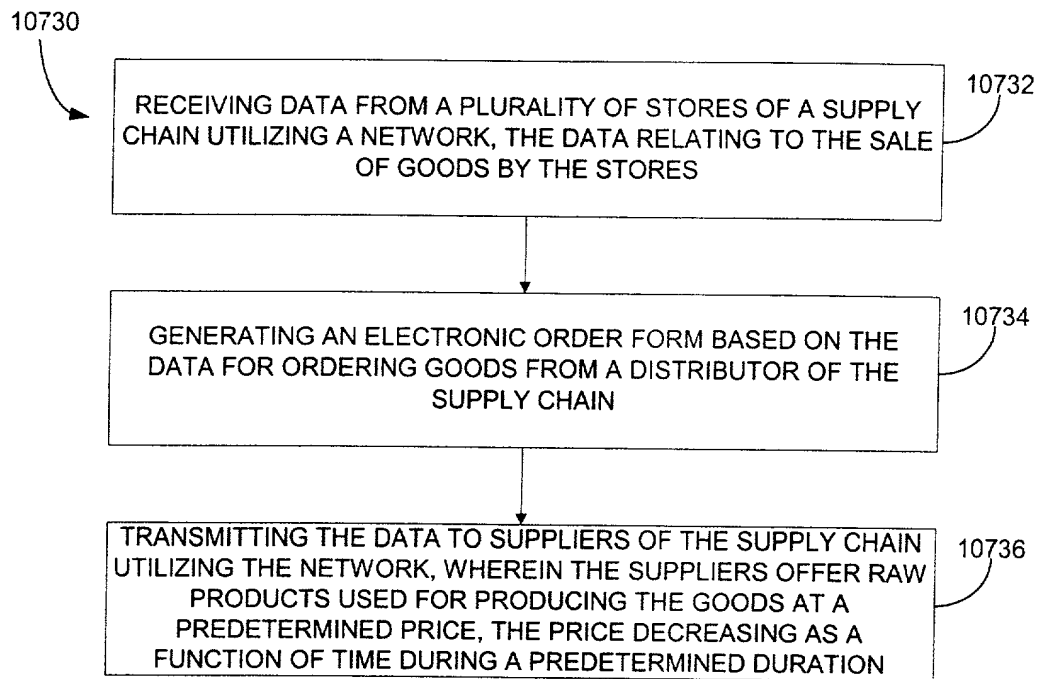 10730
10732
RECEIVING DATA FROM A PLURALITY OF STORES OF A SUPPLY
CHAIN UTILIZING A NETWORK, THE DATA RELATING TO THE SALE
OF GOODS BY THE STORES
10734
GENERATING AN ELECTRONIC ORDER FORM BASED ON THE
DATA FOR ORDERING GOODS FROM A DISTRIBUTOR OF THE
SUPPLY CHAIN
10736
TRANSMITTING THE DATA TO SUPPLIERS OF THE SUPPLY CHAIN
UTILIZING THE NETWORK, WHEREIN THE SUPPLIERS OFFER RAW
PRODUCTS USED FOR PRODUCING THE GOODS AT A
PREDETERMINED PRICE, THE PRICE DECREASING AS A
FUNCTION OF TIME DURING A PREDETERMINED DURATION